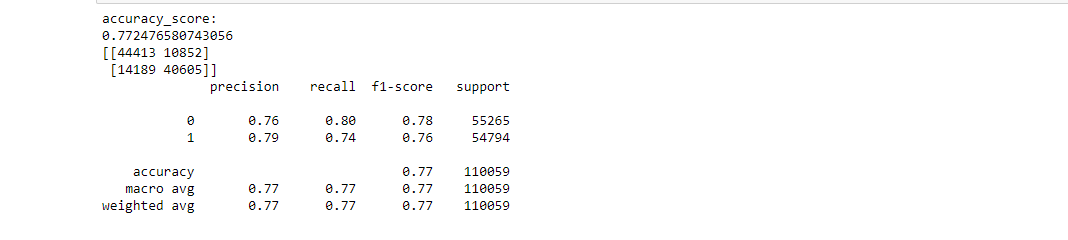 accuracy_score:
0.772476580743056
[[44413 10852]
 [14189 40605]]
              precision    recall  f1-score   support

           0       0.76      0.80      0.78     55265
           1       0.79      0.74      0.76     54794

    accuracy                           0.77    110059
   macro avg       0.77      0.77      0.77    110059
weighted avg       0.77      0.77      0.77    110059